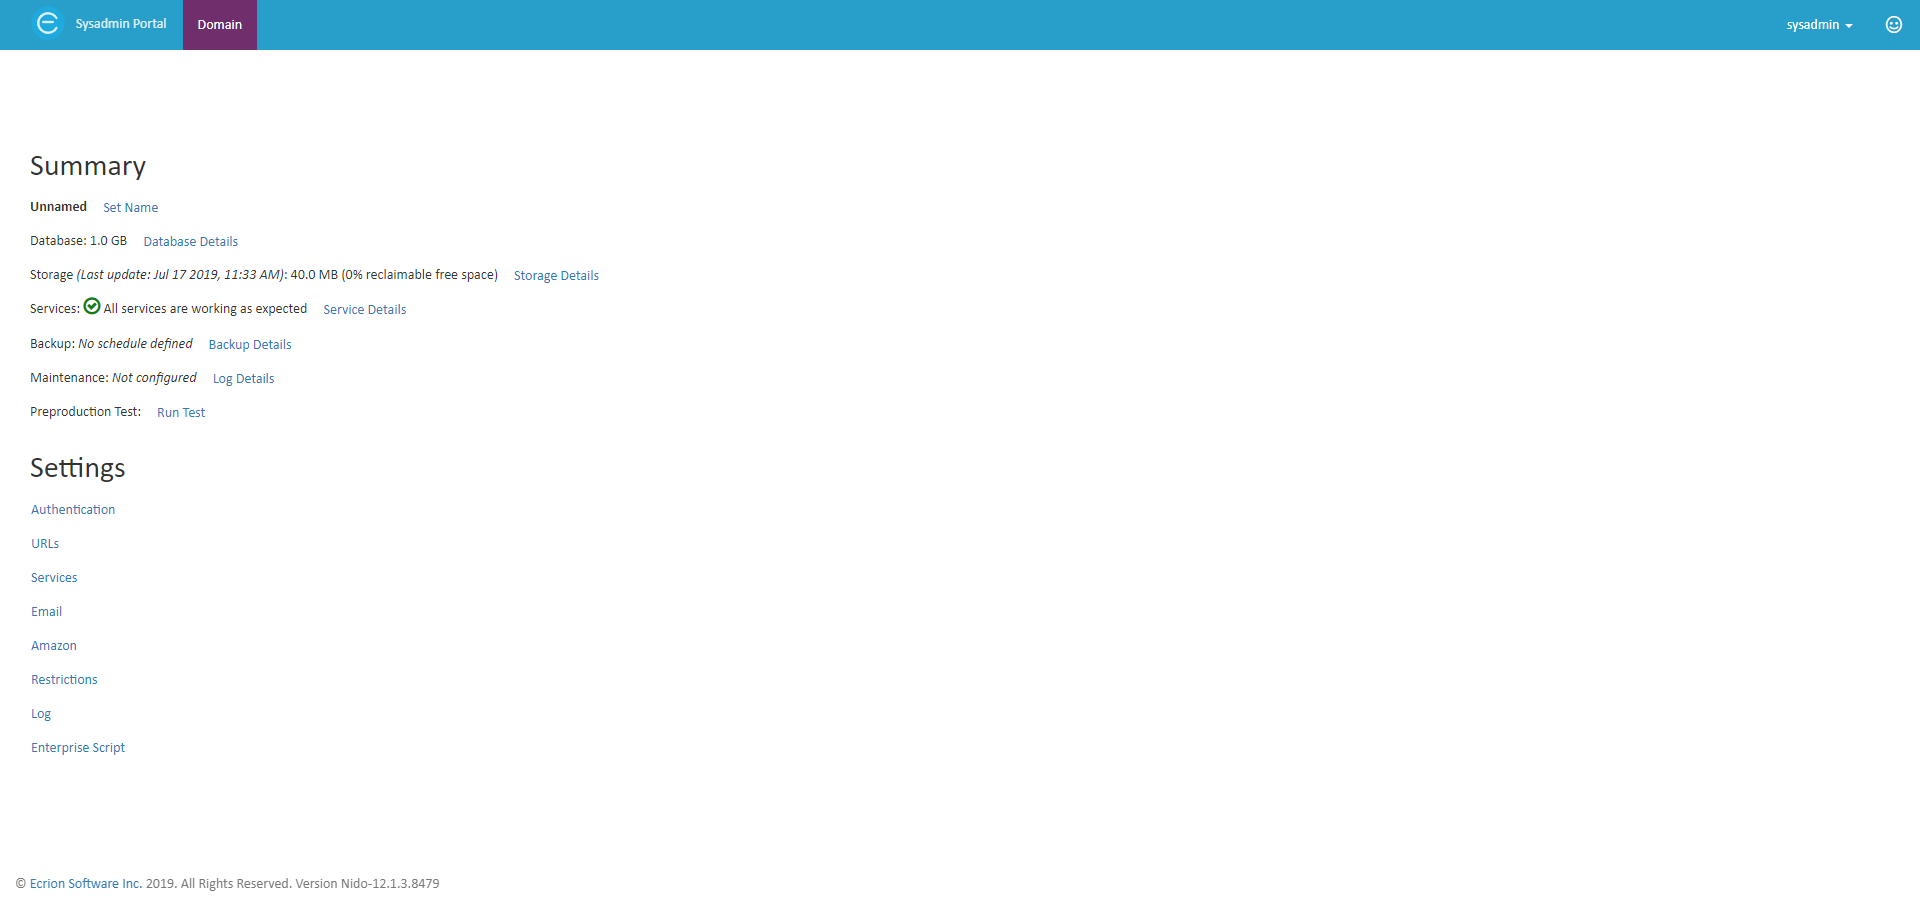 Sysadmin Portal Domain sysadmin
Summary
Unnamed Set Name
Database: 1.0 GB Database Details
Storage (Last update: Jul 17 2019, 11:33 AM): 40.0 MB (0% reclaimable free space) Storage Details
Services: All services are working as expected Service Details
Backup: No schedule defined Backup Details
Maintenance: Not configured Log Details
Preproduction Test: Run Test
Settings
Authentication
URLs
Services
Email
Amazon
Restrictions
Log
Enterprise Script
© Ecrion Software Inc. 2019. All Rights Reserved. Version Nido-12.1.3.8479